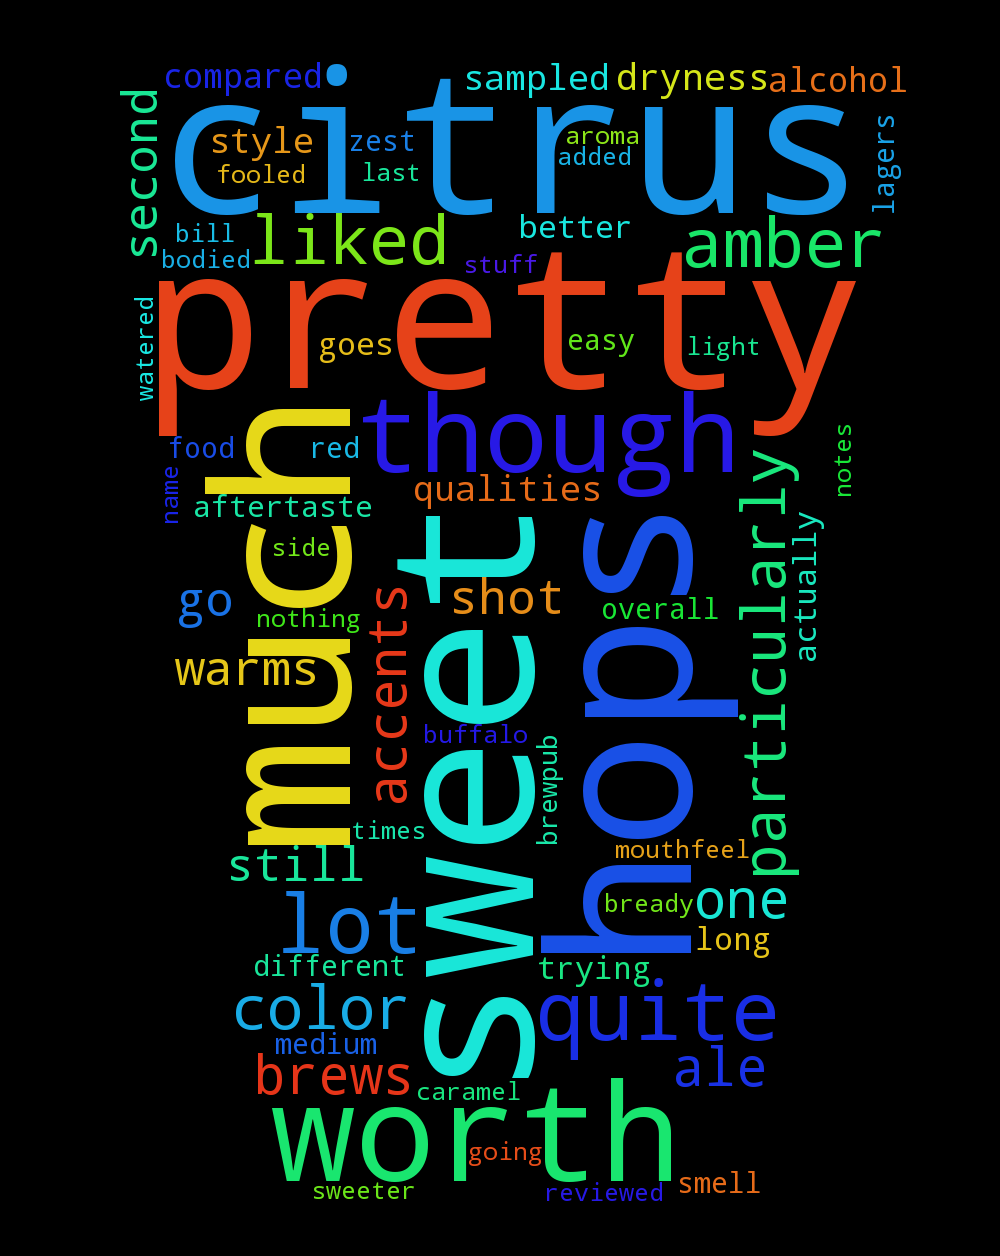 compared
sampled
dryness
alcohol
citrus
second
style
zest
aroma
added
lagers
fooled
last
bill
bodied
liked
better
amber
stuff
pretty
watered
goes
easy
light
much
though
food
red
notes
name
qualities
aftertaste
particularly
actually
side
sweet
hops
go
nothing
accents
shot
overall
warms
buffalo
brewpub
times
mouthfeel
still
bready
one
lot
long
different
trying
color
quite
medium
brews
ale
caramel
worth
going
sweeter
reviewed
smell